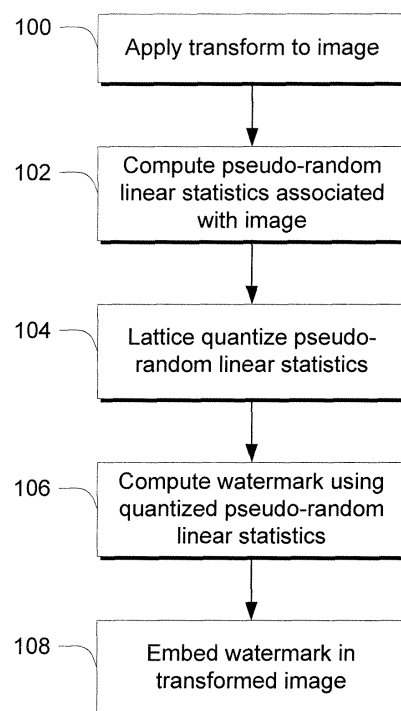 100
Apply transform to image
102
Compute pseudo-random
linear statistics associated
with image
104
Lattice quantize pseudo-
random linear statistics
106
Compute watermark using
quantized pseudo-random
linear statistics
108
Embed watermark in
transformed image